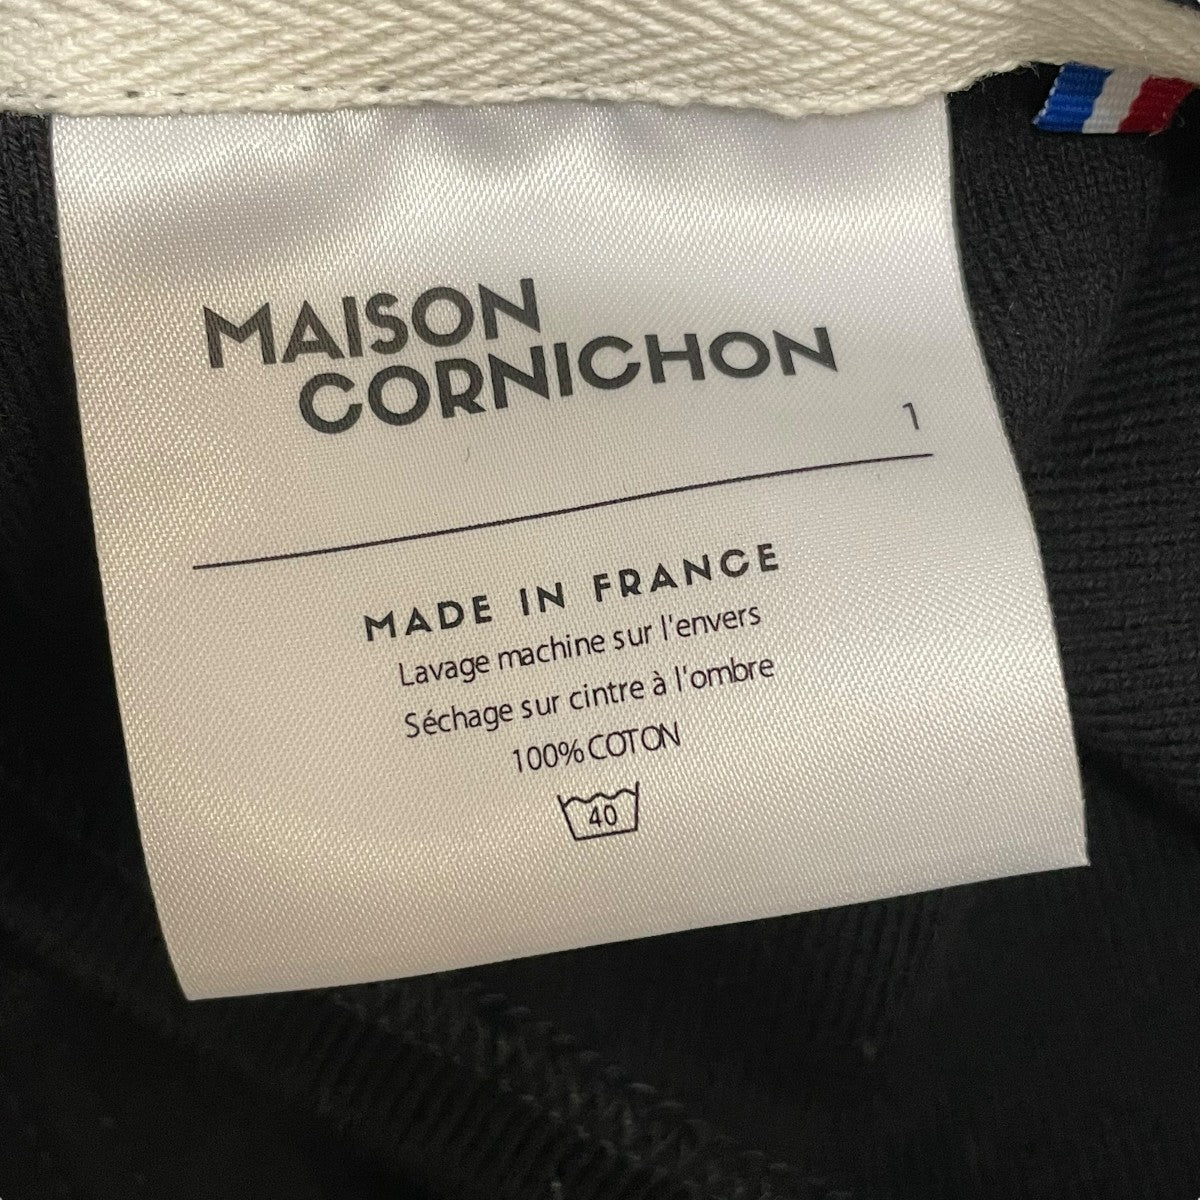 MAISON
CORNICHON
1
MADE IN FRANCE
Lavage machine sur l'envers
Séchage sur cintre à l'ombre
100% COTON
40